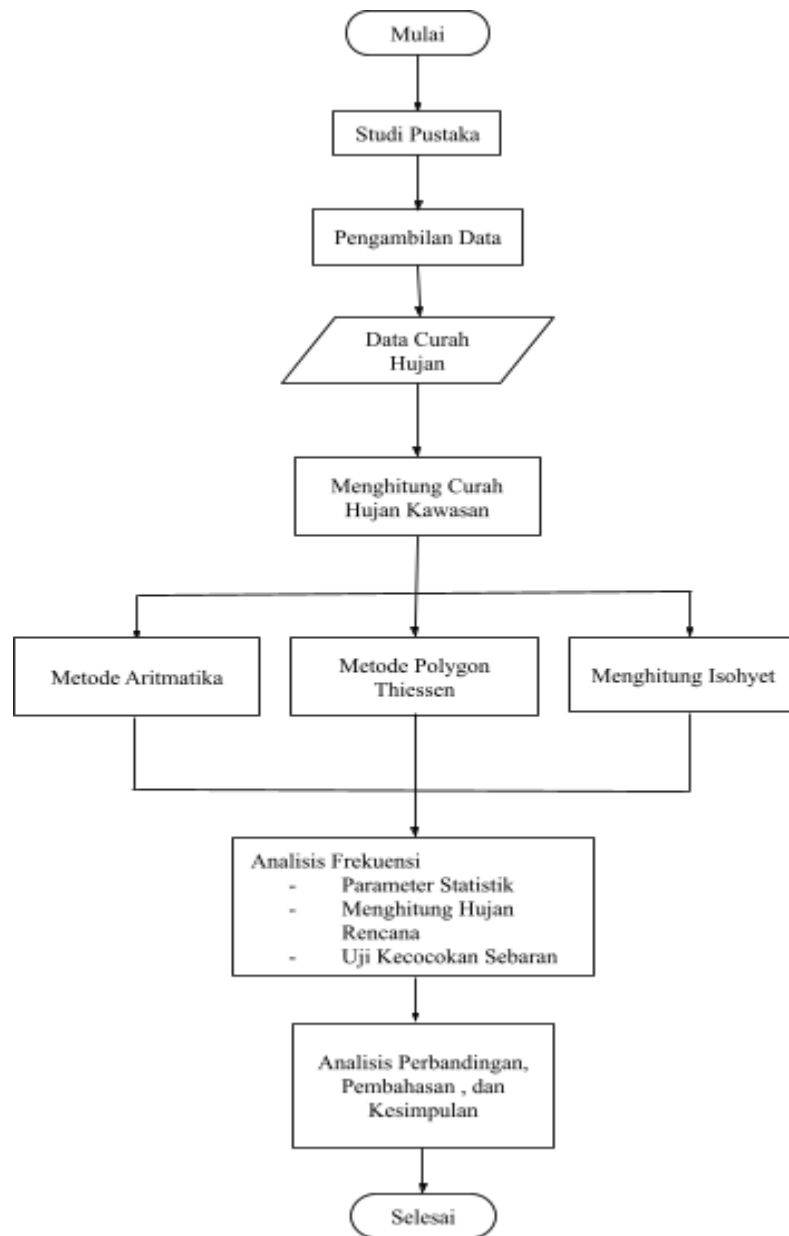 Mulai
Studi Pustaka
Pengambilan Data
Data Curah
Hujan
Menghitung Curah
Hujan Kawasan
Metode Aritmatika
Metode Polygon
Thiessen
Menghitung Isohyet
Analisis Frekuensi
- Parameter Statistik
- Menghitung Hujan
Rencana
- Uji Kecocokan Sebaran
Analisis Perbandingan,
Pembahasan , dan
Kesimpulan
Selesai